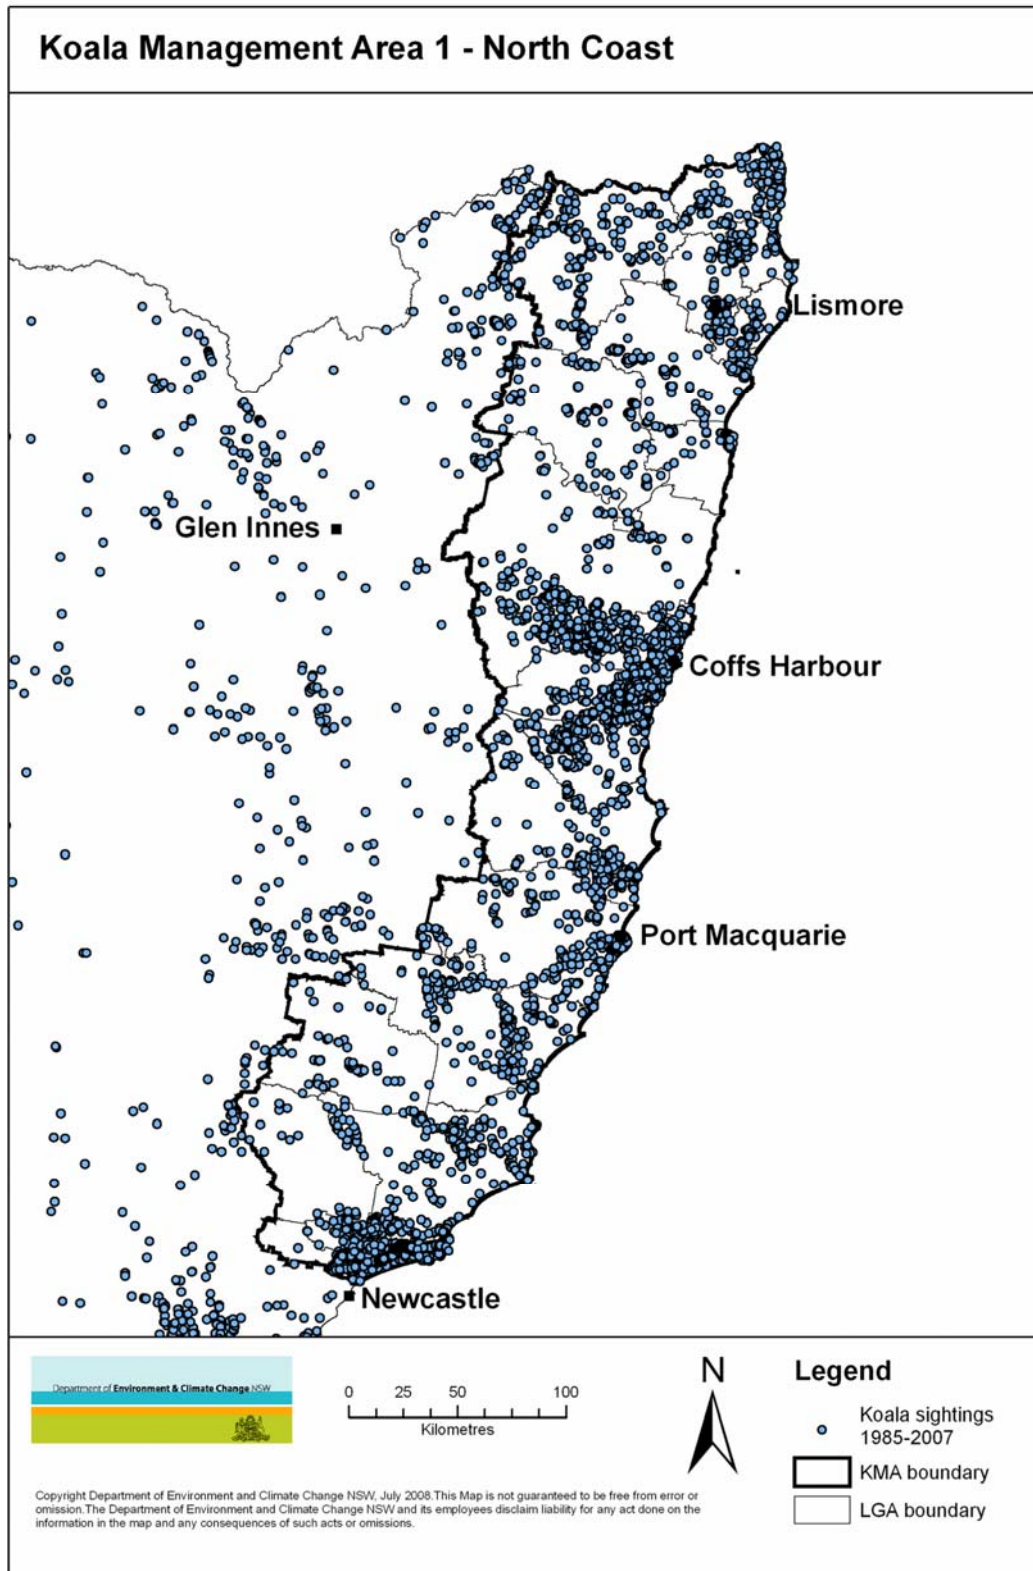 Koala Management Area 1 - North Coast
Lismore
Glen Innes
Coffs Harbour
Port Macquarie
Newcastle
Department of Environment & Climate Change NSW
0 25 50 100
Kilometres
N
Legend
Koala sightings
1985-2007
KMA boundary
LGA boundary
Copyright Department of Environment and Climate Change NSW, July 2008.This Map is not guaranteed to be free from error or
omission.The Department of Environment and Climate Change NSW and its employees disclaim liability for any act done on the
information in the map and any consequences of such acts or omissions.